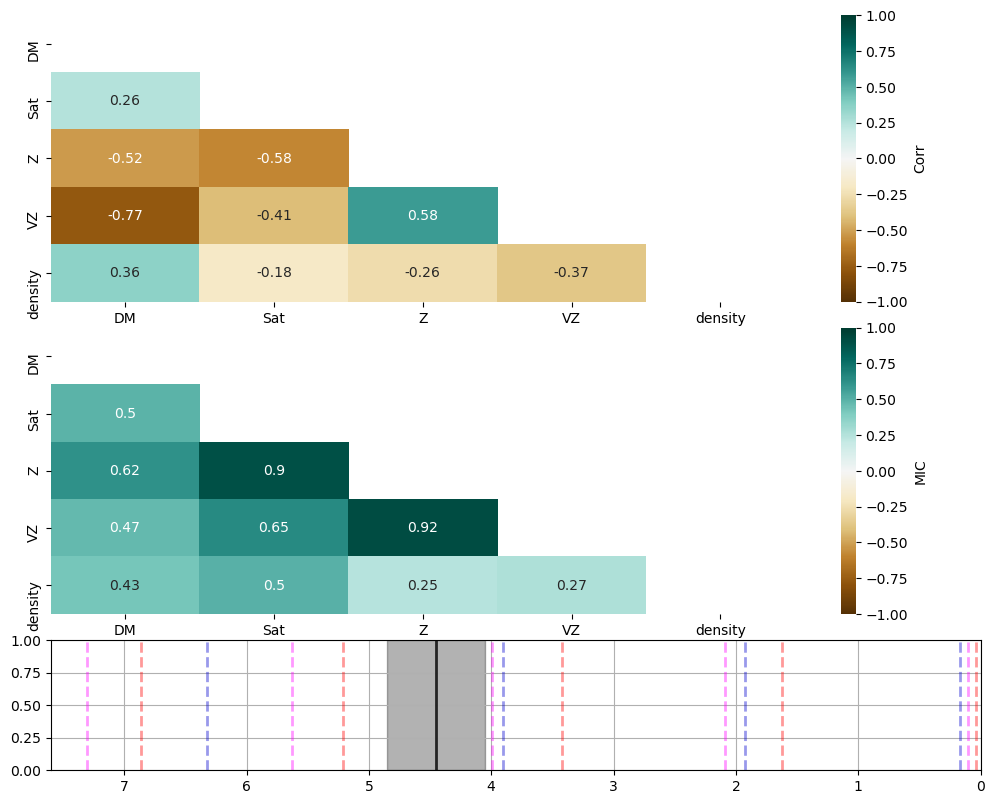 DM
Sat
Z
VZ
density
0.26
-0.52 -0.58
-0.77 -0.41 0.58
0.36 -0.18 -0.26 -0.37
DM Sat Z VZ density
1.00
0.75
0.50
0.25
0.00
−0.25
−0.50
−0.75
−1.00
Corr
DM
Sat
Z
VZ
density
0.5
0.62 0.9
0.47 0.65 0.92
0.43 0.5 0.25 0.27
DM Sat Z VZ density
1.00
0.75
0.50
0.25
0.00
−0.25
−0.50
−0.75
−1.00
MIC
1.00
0.75
0.50
0.25
0.00
7 6 5 4 3 2 1 0